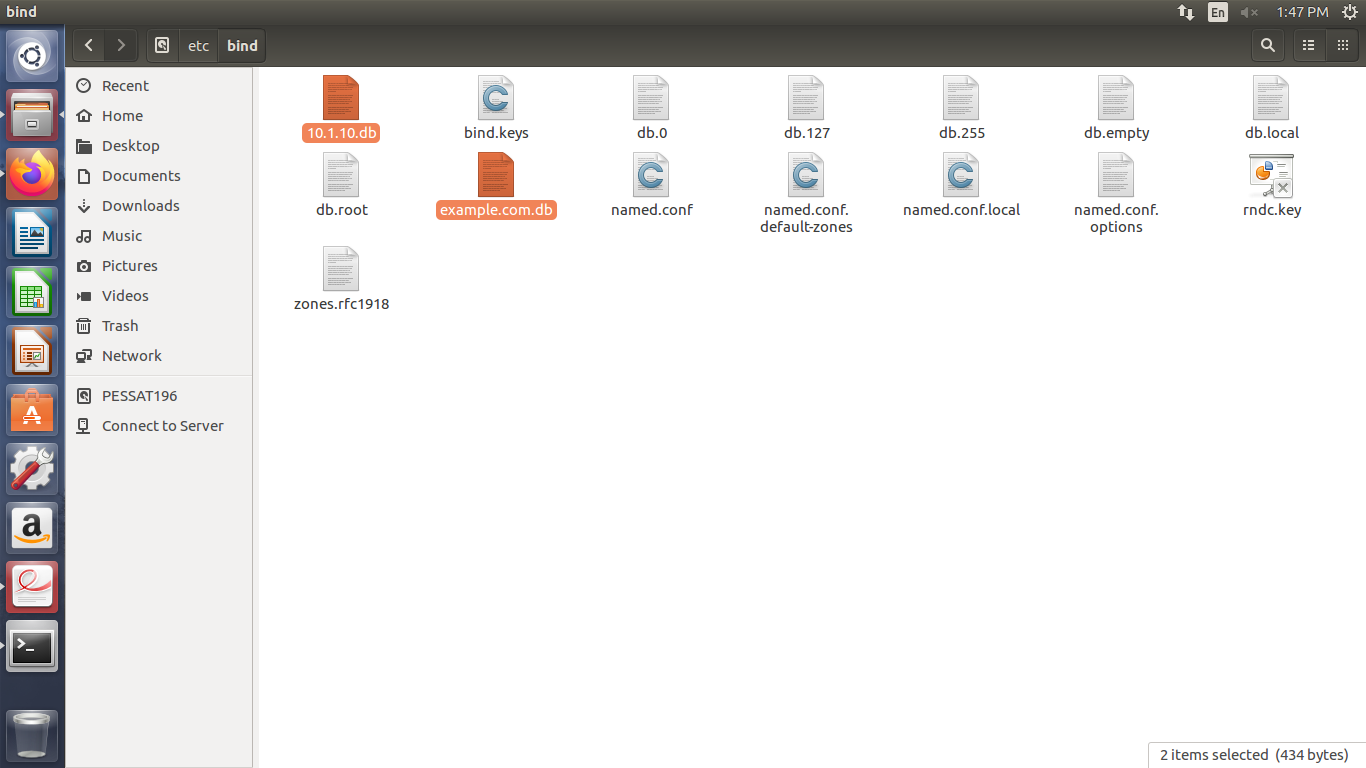 bind
En
1:47 PM
etc
bind
Recent
Home
Desktop
Documents
Downloads
Music
Pictures
Videos
Trash
Network
PESSAT196
Connect to Server
10.1.10.db
bind.keys
db.0
db.127
db.255
db.empty
db.local
db.root
example.com.db
named.conf
named.conf.
default-zones
named.conf.local
named.conf.
options
rndc.key
zones.rfc1918
2 items selected (434 bytes)